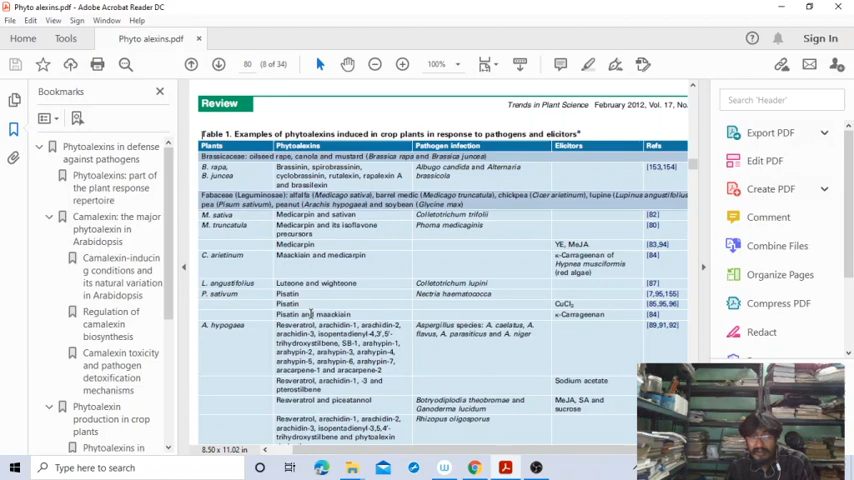 Phyto alexins.pdf - Adobe Acrobat Reader DC
File Edit View Sign Window Help
Home Tools Phyto alexins.pdf × Sign In
80 (8 of 34) 100%
Bookmarks
Phytoalexins in defense
against pathogens
Phytoalexins: part of
the plant response
repertoire
Camalexin: the major
phytoalexin in
Arabidopsis
Camalexin-inducin
g conditions and
its natural variation
in Arabidopsis
Regulation of
camalexin
biosynthesis
Camalexin toxicity
and pathogen
detoxification
mechanisms
Phytoalexin
production in crop
plants
Phytoalexins in
Review
Trends in Plant Science February 2012, Vol. 17, No.
Table 1. Examples of phytoalexins induced in crop plants in response to pathogens and elicitorsᵃ
Plants Phytoalexins Pathogen infection Elicitors Refs
Brassicaceae: oilseed rape, canola and mustard (Brassica rapa and Brassica juncea)
B. rapa, Brassinin, spirobrassinin, Albugo candida and Alternaria [153,154]
B. juncea cyclobrassinin, rutalexin, rapalexin A brassicola
and brassilexin
Fabaceae (Leguminosae): alfalfa (Medicago sativa), barrel medic (Medicago truncatula), chickpea (Cicer arietinum), lupine (Lupinus angustifolius
pea (Pisum sativum), peanut (Arachis hypogaea) and soybean (Glycine max)
M. sativa Medicarpin and sativan Colletotrichum trifolii [82]
M. truncatula Medicarpin and its isoflavone Phoma medicaginis [80]
precursors
Medicarpin YE, MeJA [83,94]
C. arietinum Maackiain and medicarpin κ-Carrageenan of [84]
Hypnea musciformis
(red algae)
L. angustifolius Luteone and wighteone Colletotrichum lupini [87]
P. sativum Pisatin Nectria haematococca [7,95,155]
Pisatin CuCl₂ [85,95,96]
Pisatin and maackiain κ-Carrageenan [84]
A. hypogaea Resveratrol, arachidin-1, arachidin-2, Aspergillus species: A. caelatus, A. [89,91,92]
arachidin-3, isopentadienyl-4,3',5'- flavus, A. parasiticus and A. niger
trihydroxystilbene, SB-1, arahypin-1,
arahypin-2, arahypin-3, arahypin-4,
arahypin-5, arahypin-6, arahypin-7,
aracarpene-1 and aracarpene-2
Resveratrol, arachidin-1, -3 and Sodium acetate
pterostilbene
Resveratrol and piceatannol Botryodiplodia theobromae and MeJA, SA and
Ganoderma lucidum sucrose
Resveratrol, arachidin-1, arachidin-2, Rhizopus oligosporus
arachidin-3, isopentadienyl-3,5,4'-
trihydroxystilbene and phytoalexin
8.50 x 11.02 in
Search 'Header'
Export PDF
Edit PDF
Create PDF
Comment
Combine Files
Organize Pages
Compress PDF
Redact
Type here to search